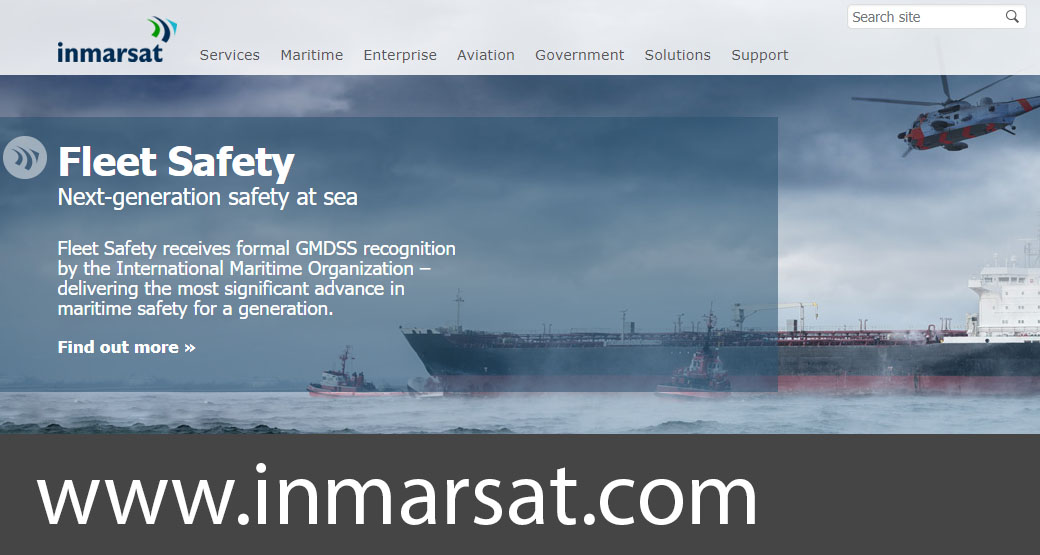 inmarsat
Services Maritime Enterprise Aviation Government Solutions Support
Search site
Fleet Safety
Next-generation safety at sea
Fleet Safety receives formal GMDSS recognition
by the International Maritime Organization –
delivering the most significant advance in
maritime safety for a generation.
Find out more »
www.inmarsat.com